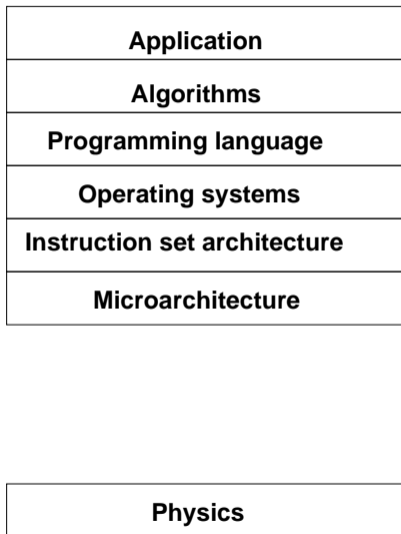 Application
Algorithms
Programming language
Operating systems
Instruction set architecture
Microarchitecture
Physics